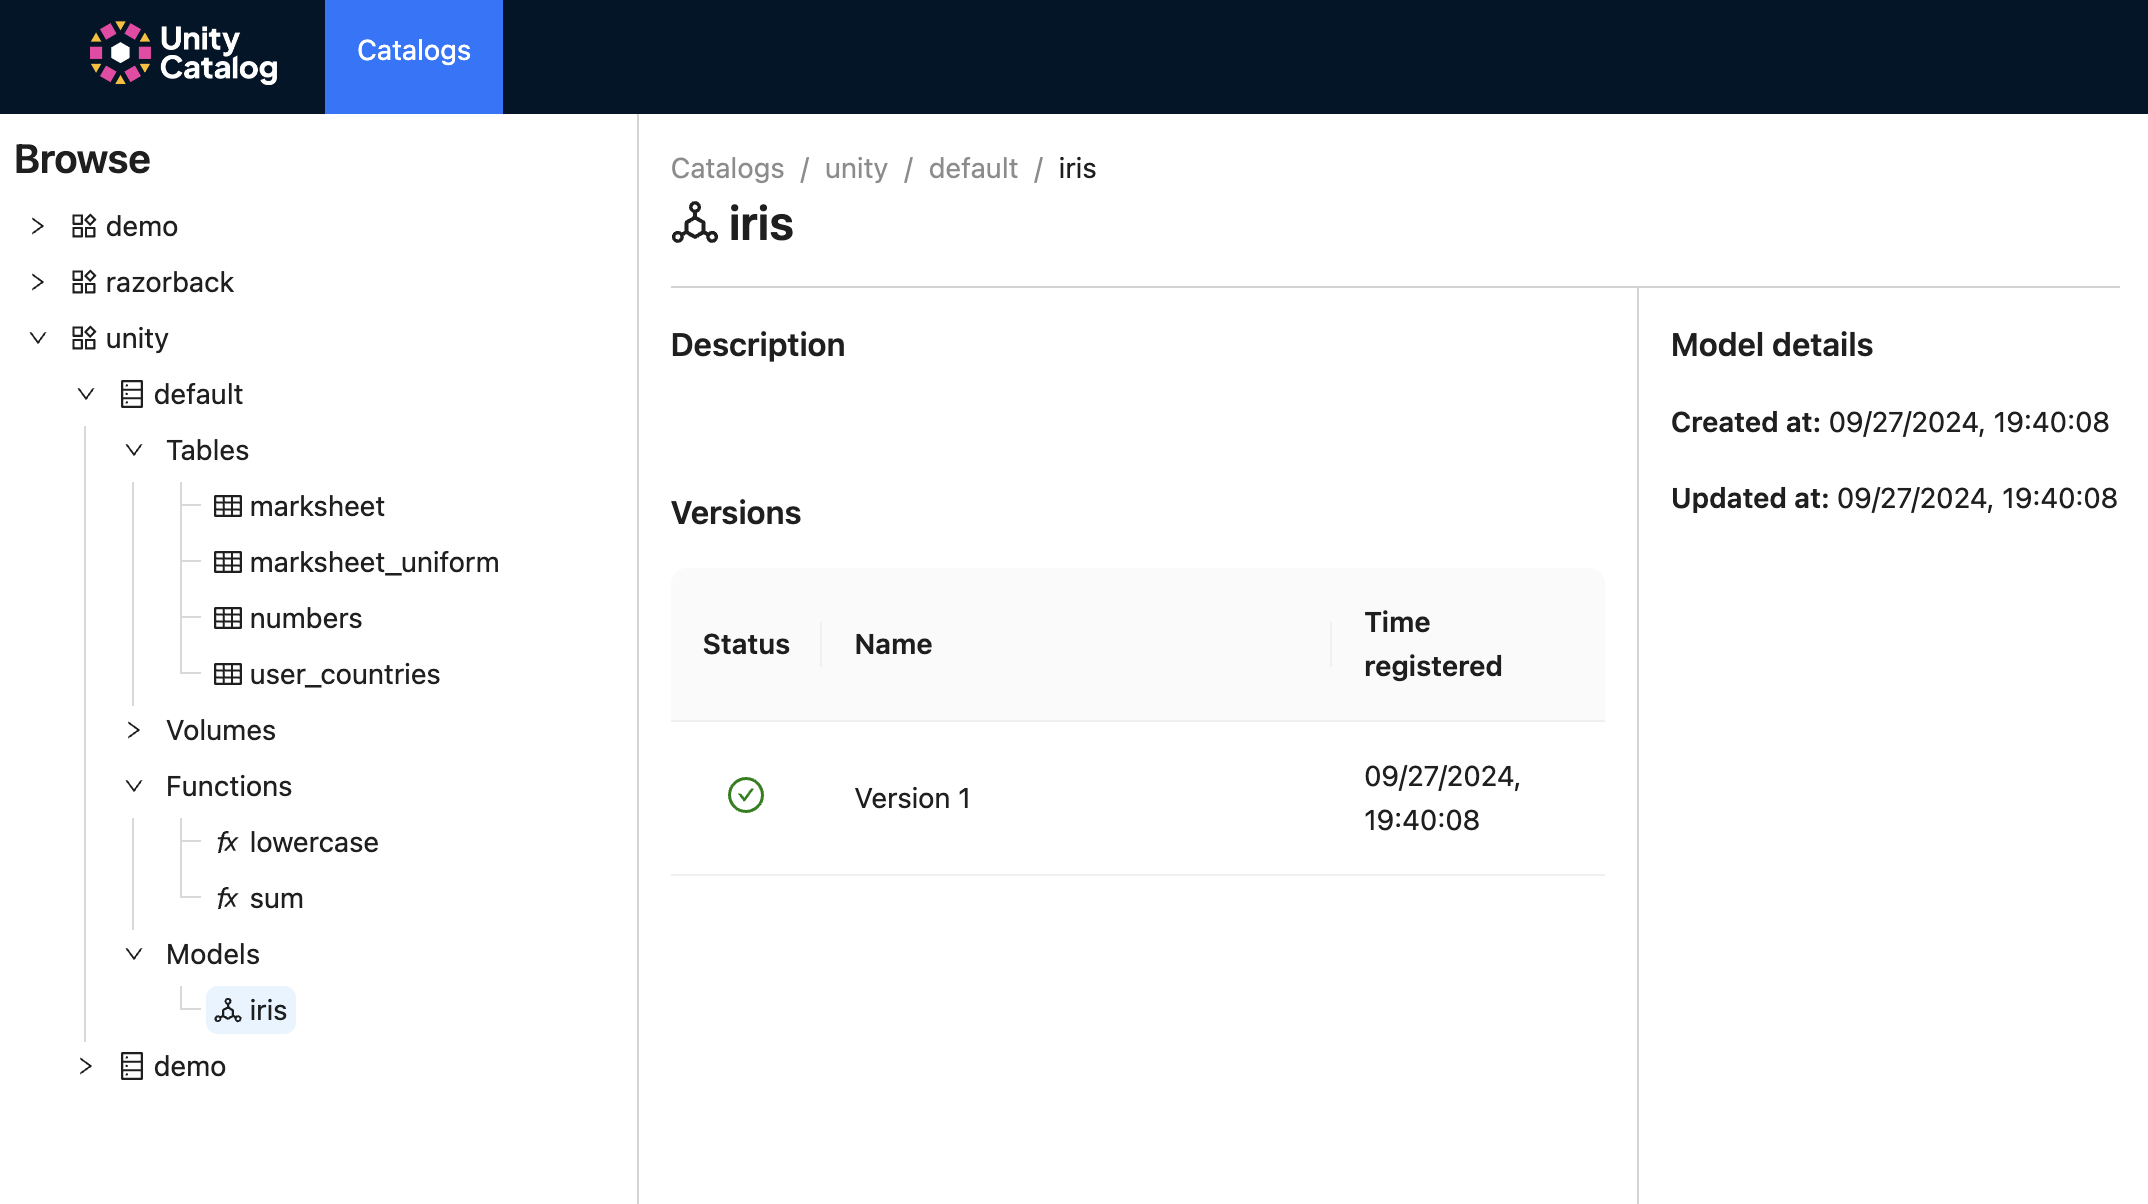 Unity
Catalog
Catalogs
Browse
demo
razorback
unity
default
Tables
marksheet
marksheet_uniform
numbers
user_countries
Volumes
Functions
fx lowercase
fx sum
Models
iris
demo
Catalogs / unity / default / iris
iris
Description
Versions
Status Name Time
registered
Version 1 09/27/2024,
19:40:08
Model details
Created at: 09/27/2024, 19:40:08
Updated at: 09/27/2024, 19:40:08